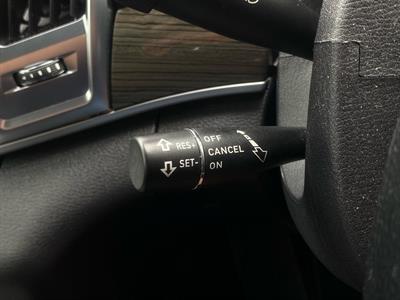 OFF
RES+
CANCEL
SET-
ON